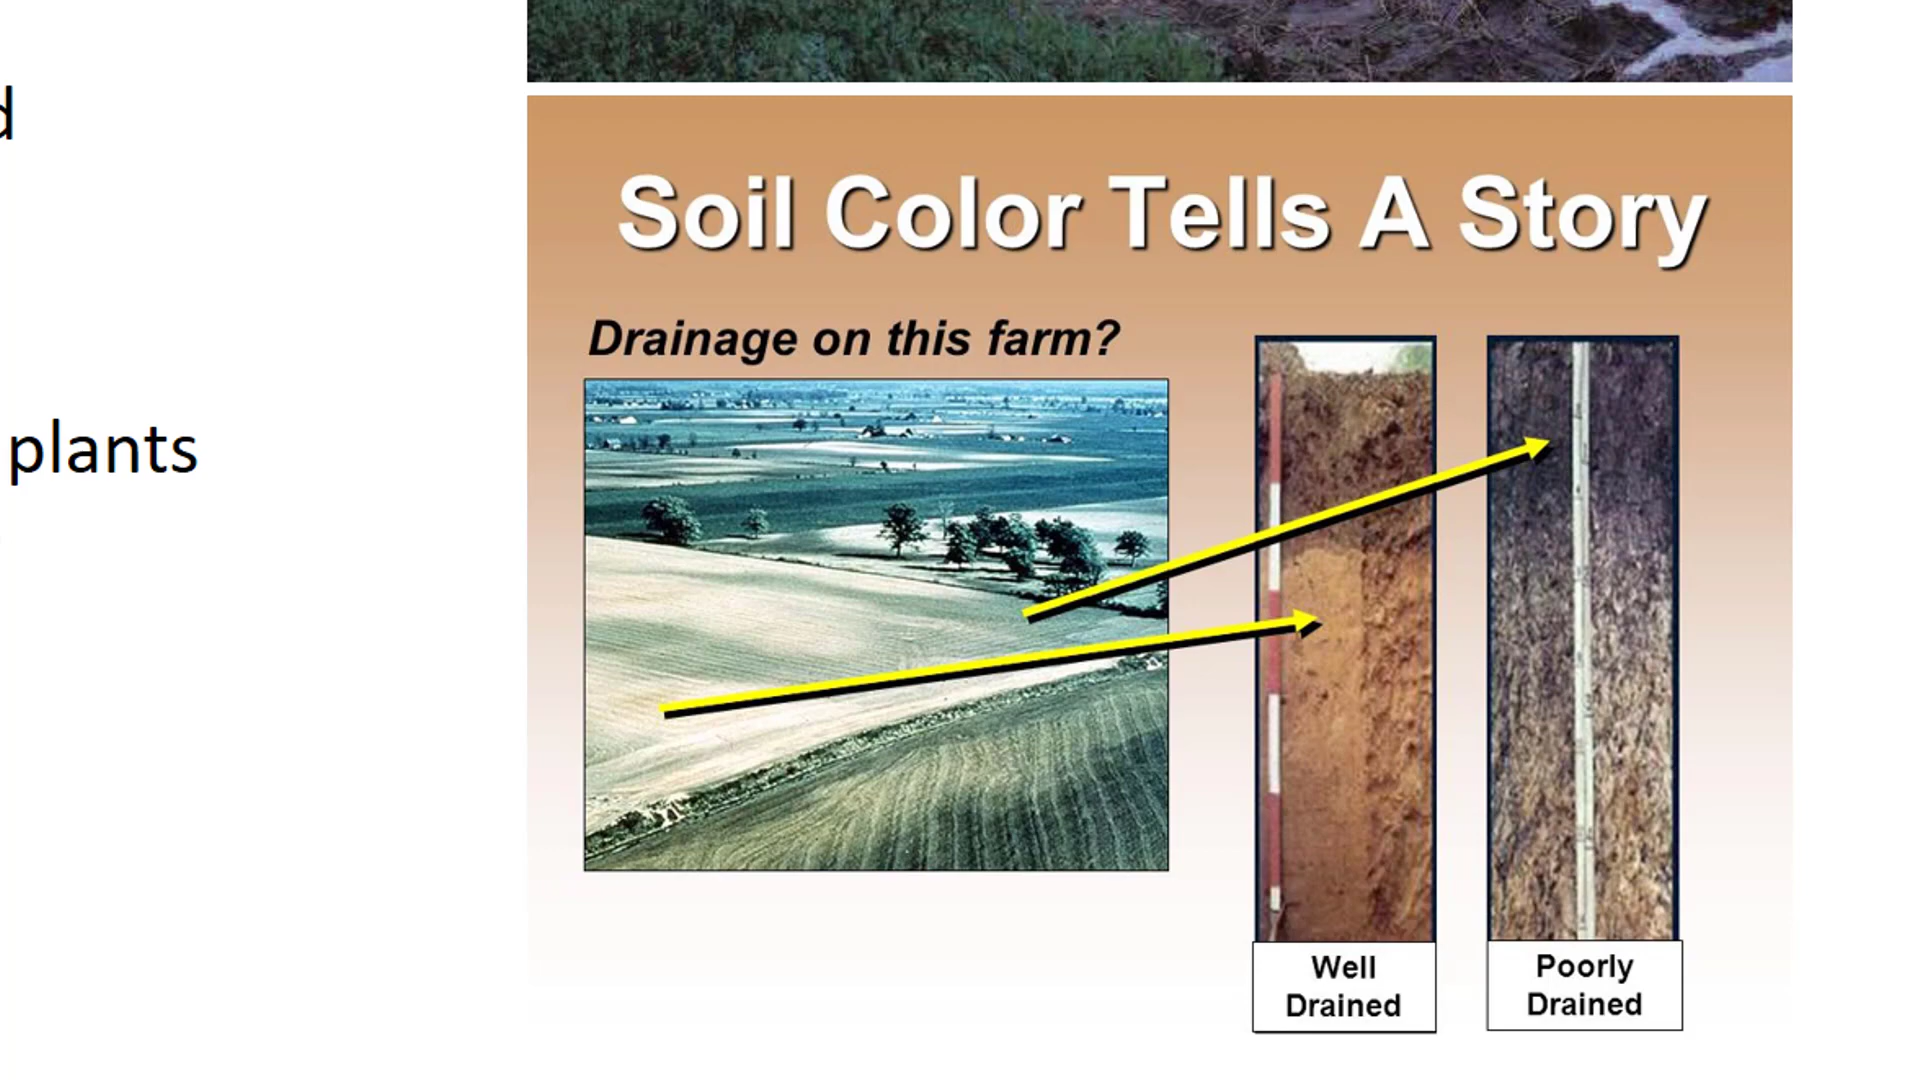 d
plants
Soil Color Tells A Story
Drainage on this farm?
Well
Drained
Poorly
Drained